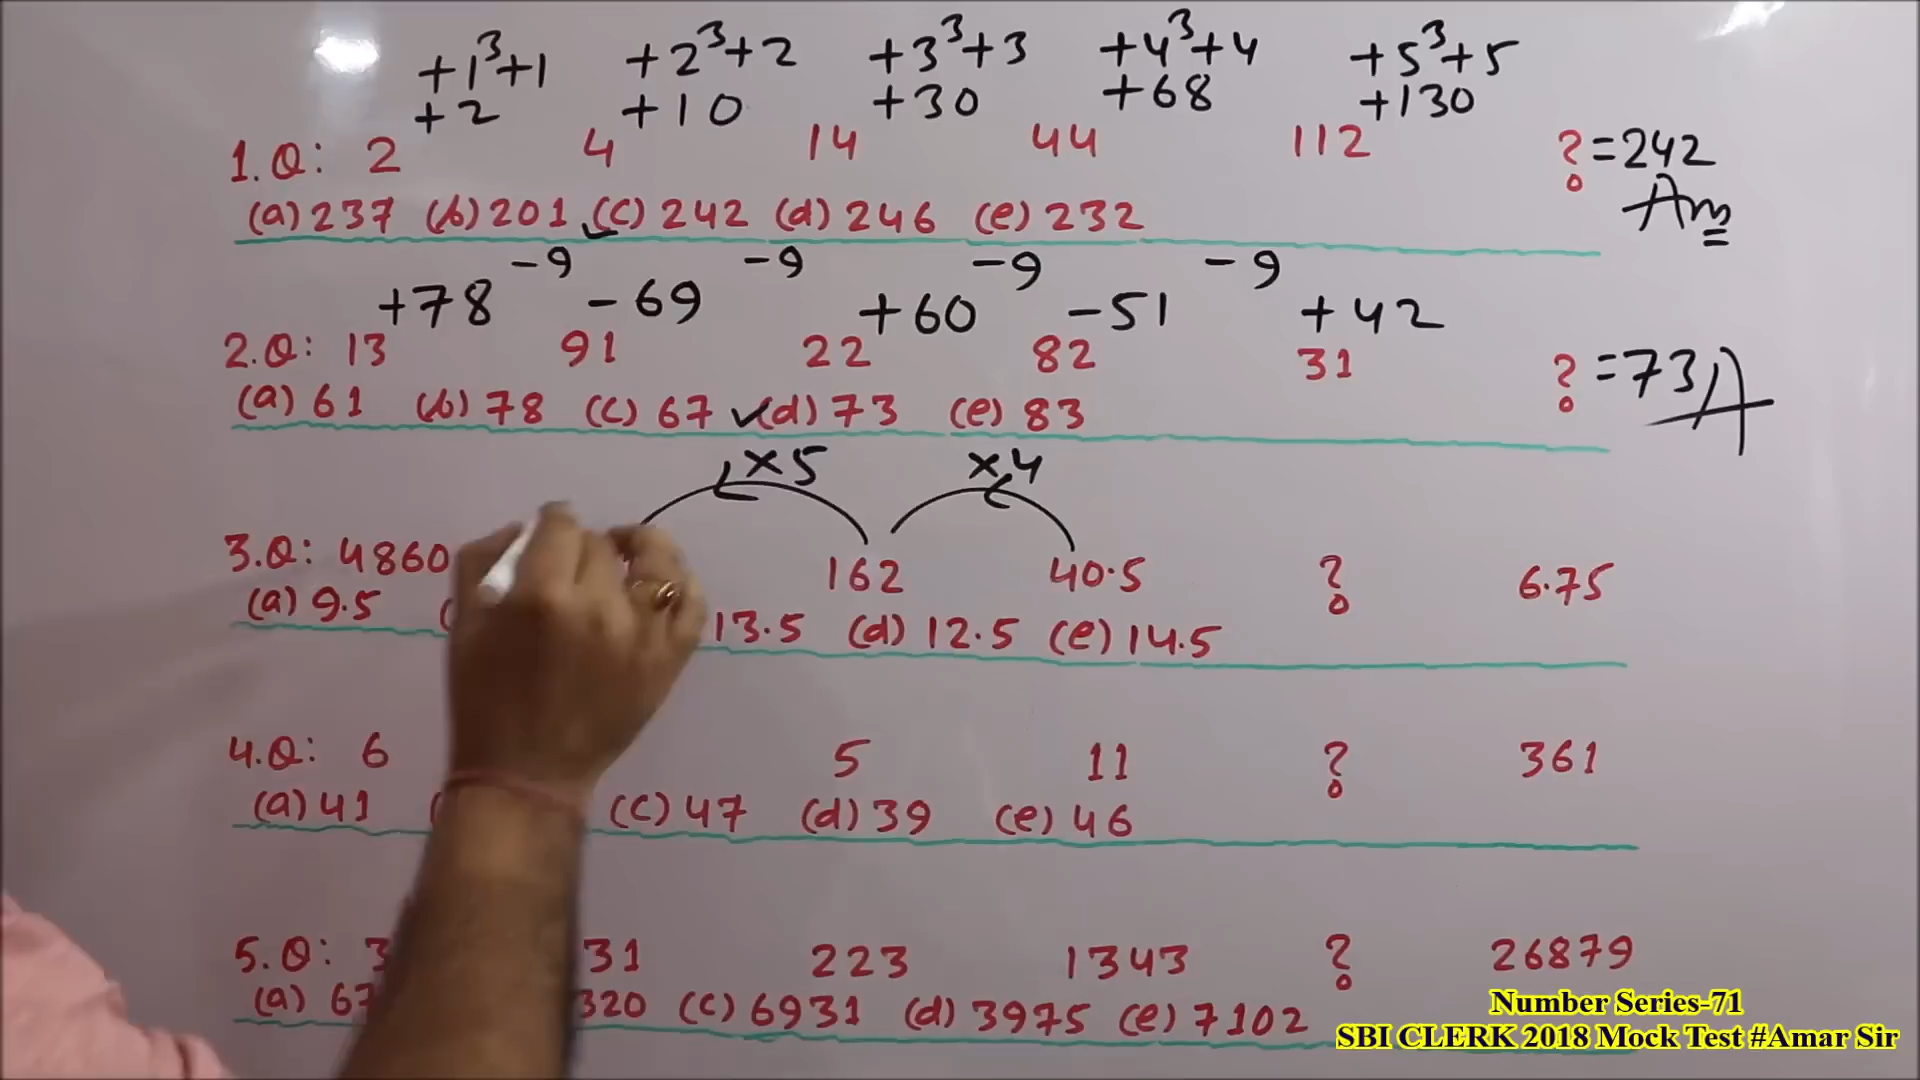 +1³+1 +2³+2 +3³+3 +4³+4 +5³+5
+2 +10 +30 +68 +130
1.Q: 2 4 14 44 112 ? =242
(a) 237 (b) 201 (c) 242 (d) 246 (e) 232 Ans
-9 -9 -9 -9
+78 -69 +60 -51 +42
2.Q: 13 91 22 82 31 ? =73
(a) 61 (b) 78 (c) 67 (d) 73 (e) 83
×5 ×4
3.Q: 4860 162 40.5 ? 6.75
(a) 9.5 13.5 (d) 12.5 (e) 14.5
4.Q: 6 5 11 ? 361
(a) 41 (c) 47 (d) 39 (e) 46
5.Q: 3 31 223 1343 ? 26879
(a) 67 320 (c) 6931 (d) 3975 (e) 7102
Number Series-71
SBI CLERK 2018 Mock Test #Amar Sir